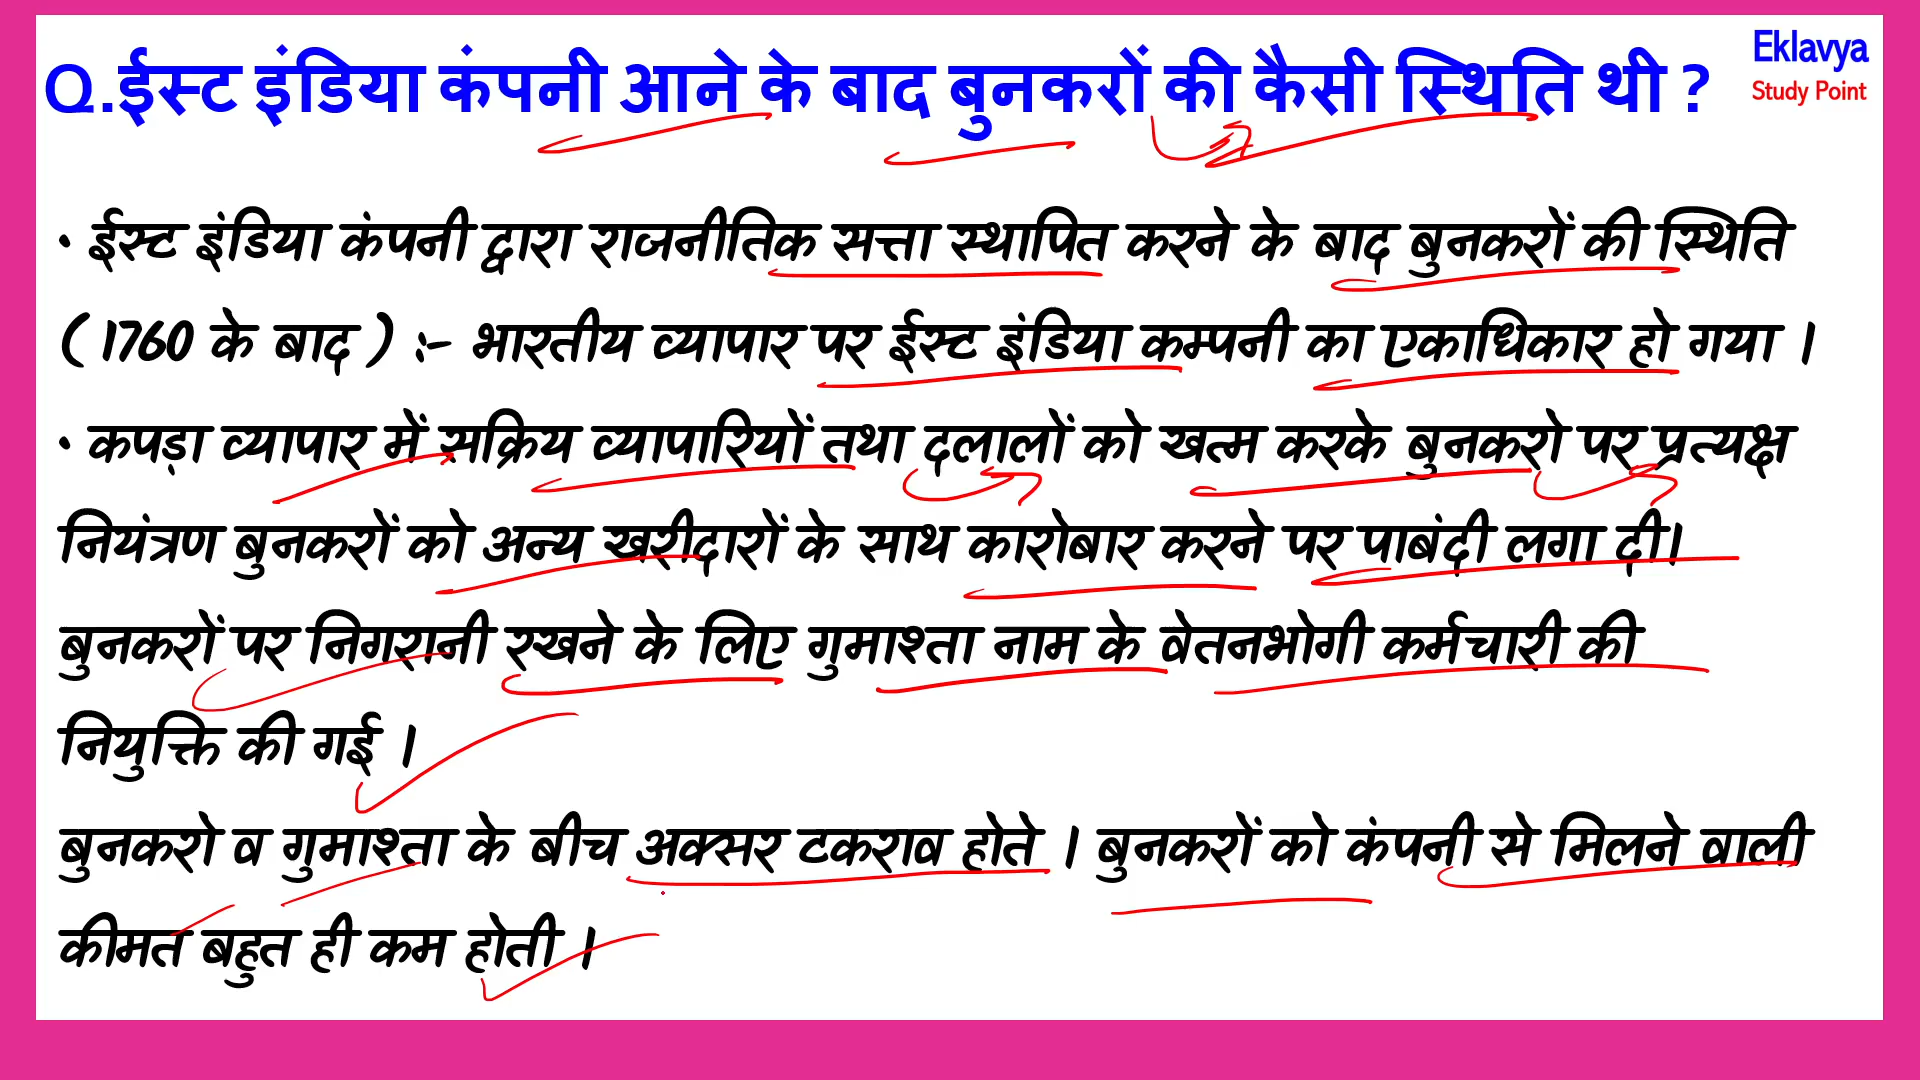 Q.ईस्ट इंडिया कंपनी आने के बाद बुनकरों की कैसी स्थिति थी ?
Eklavya
Study Point
• ईस्ट इंडिया कंपनी द्वारा राजनीतिक सत्ता स्थापित करने के बाद बुनकरों की स्थिति
( 1760 के बाद ) :- भारतीय व्यापार पर ईस्ट इंडिया कम्पनी का एकाधिकार हो गया ।
• कपड़ा व्यापार में सक्रिय व्यापारियों तथा दलालों को खत्म करके बुनकरो पर प्रत्यक्ष
नियंत्रण बुनकरों को अन्य खरीदारों के साथ कारोबार करने पर पाबंदी लगा दी।
बुनकरों पर निगरानी रखने के लिए गुमाश्ता नाम के वेतनभोगी कर्मचारी की
नियुक्ति की गई ।
बुनकरो व गुमाश्ता के बीच अक्सर टकराव होते । बुनकरों को कंपनी से मिलने वाली
कीमत बहुत ही कम होती ।